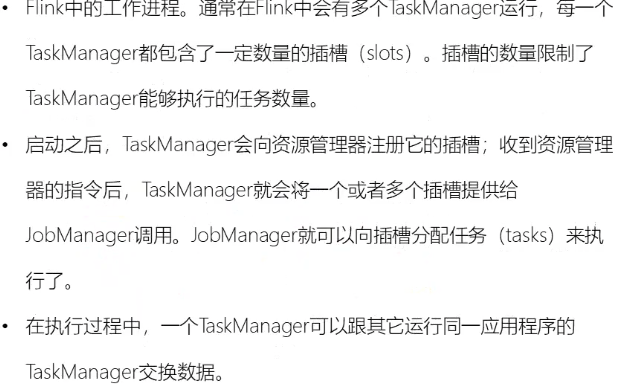 • Flink中的工作进程。通常在Flink中会有多个TaskManager运行，每一个
TaskManager都包含了一定数量的插槽（slots）。插槽的数量限制了
TaskManager能够执行的任务数量。
• 启动之后，TaskManager会向资源管理器注册它的插槽；收到资源管理
器的指令后，TaskManager就会将一个或者多个插槽提供给
JobManager调用。JobManager就可以向插槽分配任务（tasks）来执
行了。
• 在执行过程中，一个TaskManager可以跟其它运行同一应用程序的
TaskManager交换数据。